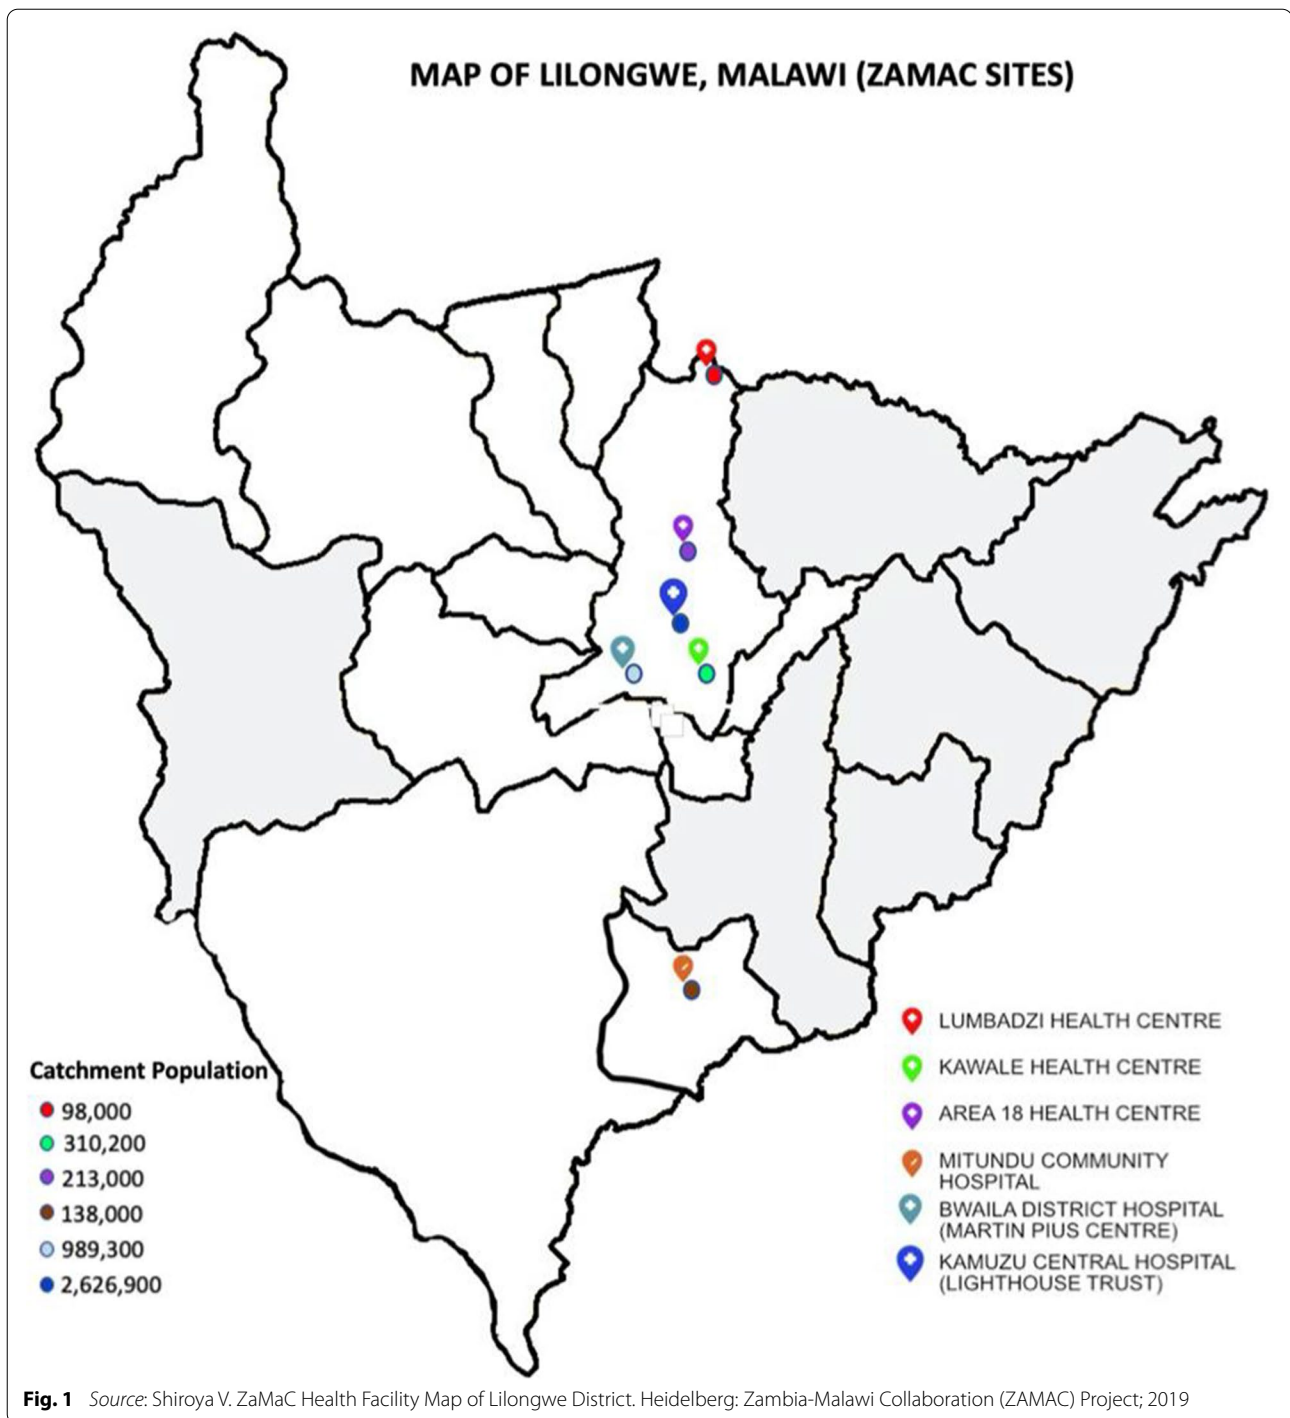 MAP OF LILONGWE, MALAWI (ZAMAC SITES)
Catchment Population
98,000
310,200
213,000
138,000
989,300
2,626,900
LUMBADZI HEALTH CENTRE
KAWALE HEALTH CENTRE
AREA 18 HEALTH CENTRE
MITUNDU COMMUNITY
HOSPITAL
BWAILA DISTRICT HOSPITAL
(MARTIN PIUS CENTRE)
KAMUZU CENTRAL HOSPITAL
(LIGHTHOUSE TRUST)
Fig. 1 Source: Shiroya V. ZaMaC Health Facility Map of Lilongwe District. Heidelberg: Zambia-Malawi Collaboration (ZAMAC) Project; 2019